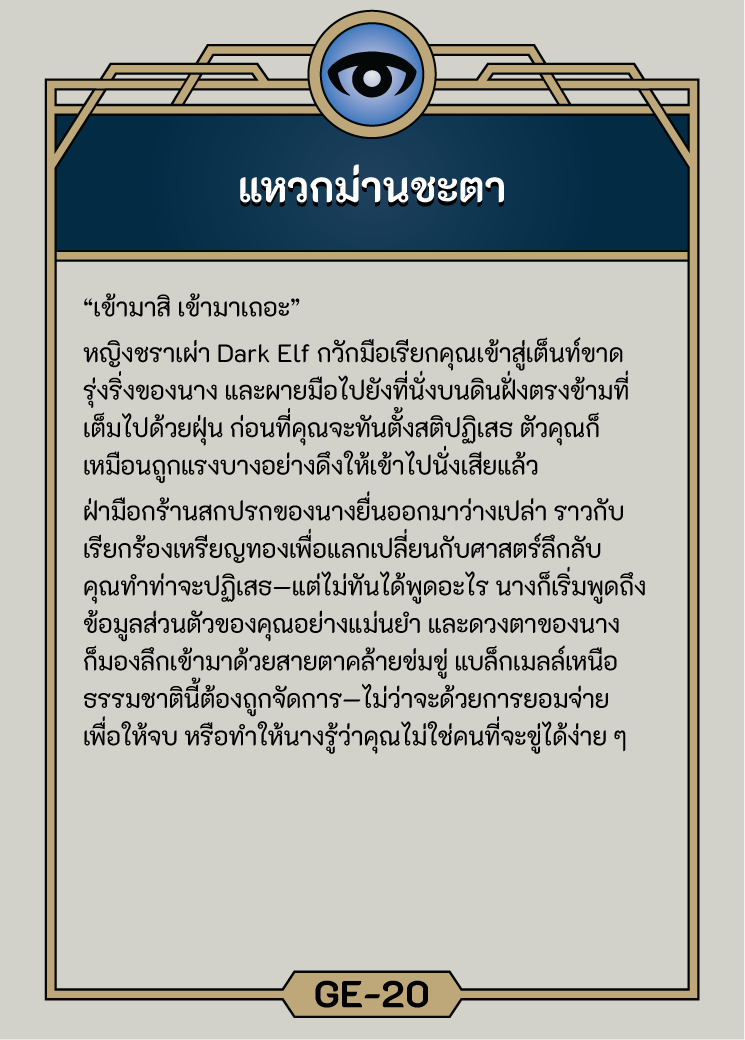 แหวกม่านชะตา
“เข้ามาสิ เข้ามาเถอะ”
หญิงชราเผ่า Dark Elf กวักมือเรียกคุณเข้าสู่เต็นท์ขาด
รุ่งริ่งของนาง และผายมือไปยังที่นั่งบนดินฝั่งตรงข้ามที่
เต็มไปด้วยฝุ่น ก่อนที่คุณจะทันตั้งสติปฏิเสธ ตัวคุณก็
เหมือนถูกแรงบางอย่างดึงให้เข้าไปนั่งเสียแล้ว
ฝ่ามือกร้านสกปรกของนางยื่นออกมาว่างเปล่า ราวกับ
เรียกร้องเหรียญทองเพื่อแลกเปลี่ยนกับศาสตร์ลึกลับ
คุณทำท่าจะปฏิเสธ—แต่ไม่ทันได้พูดอะไร นางก็เริ่มพูดถึง
ข้อมูลส่วนตัวของคุณอย่างแม่นยำ และดวงตาของนาง
ก็มองลึกเข้ามาด้วยสายตาคล้ายข่มขู่ แบล็กเมลล์เหนือ
ธรรมชาตินี้ต้องถูกจัดการ—ไม่ว่าจะด้วยการยอมจ่าย
เพื่อให้จบ หรือทำให้นางรู้ว่าคุณไม่ใช่คนที่จะขู่ได้ง่าย ๆ
GE-20